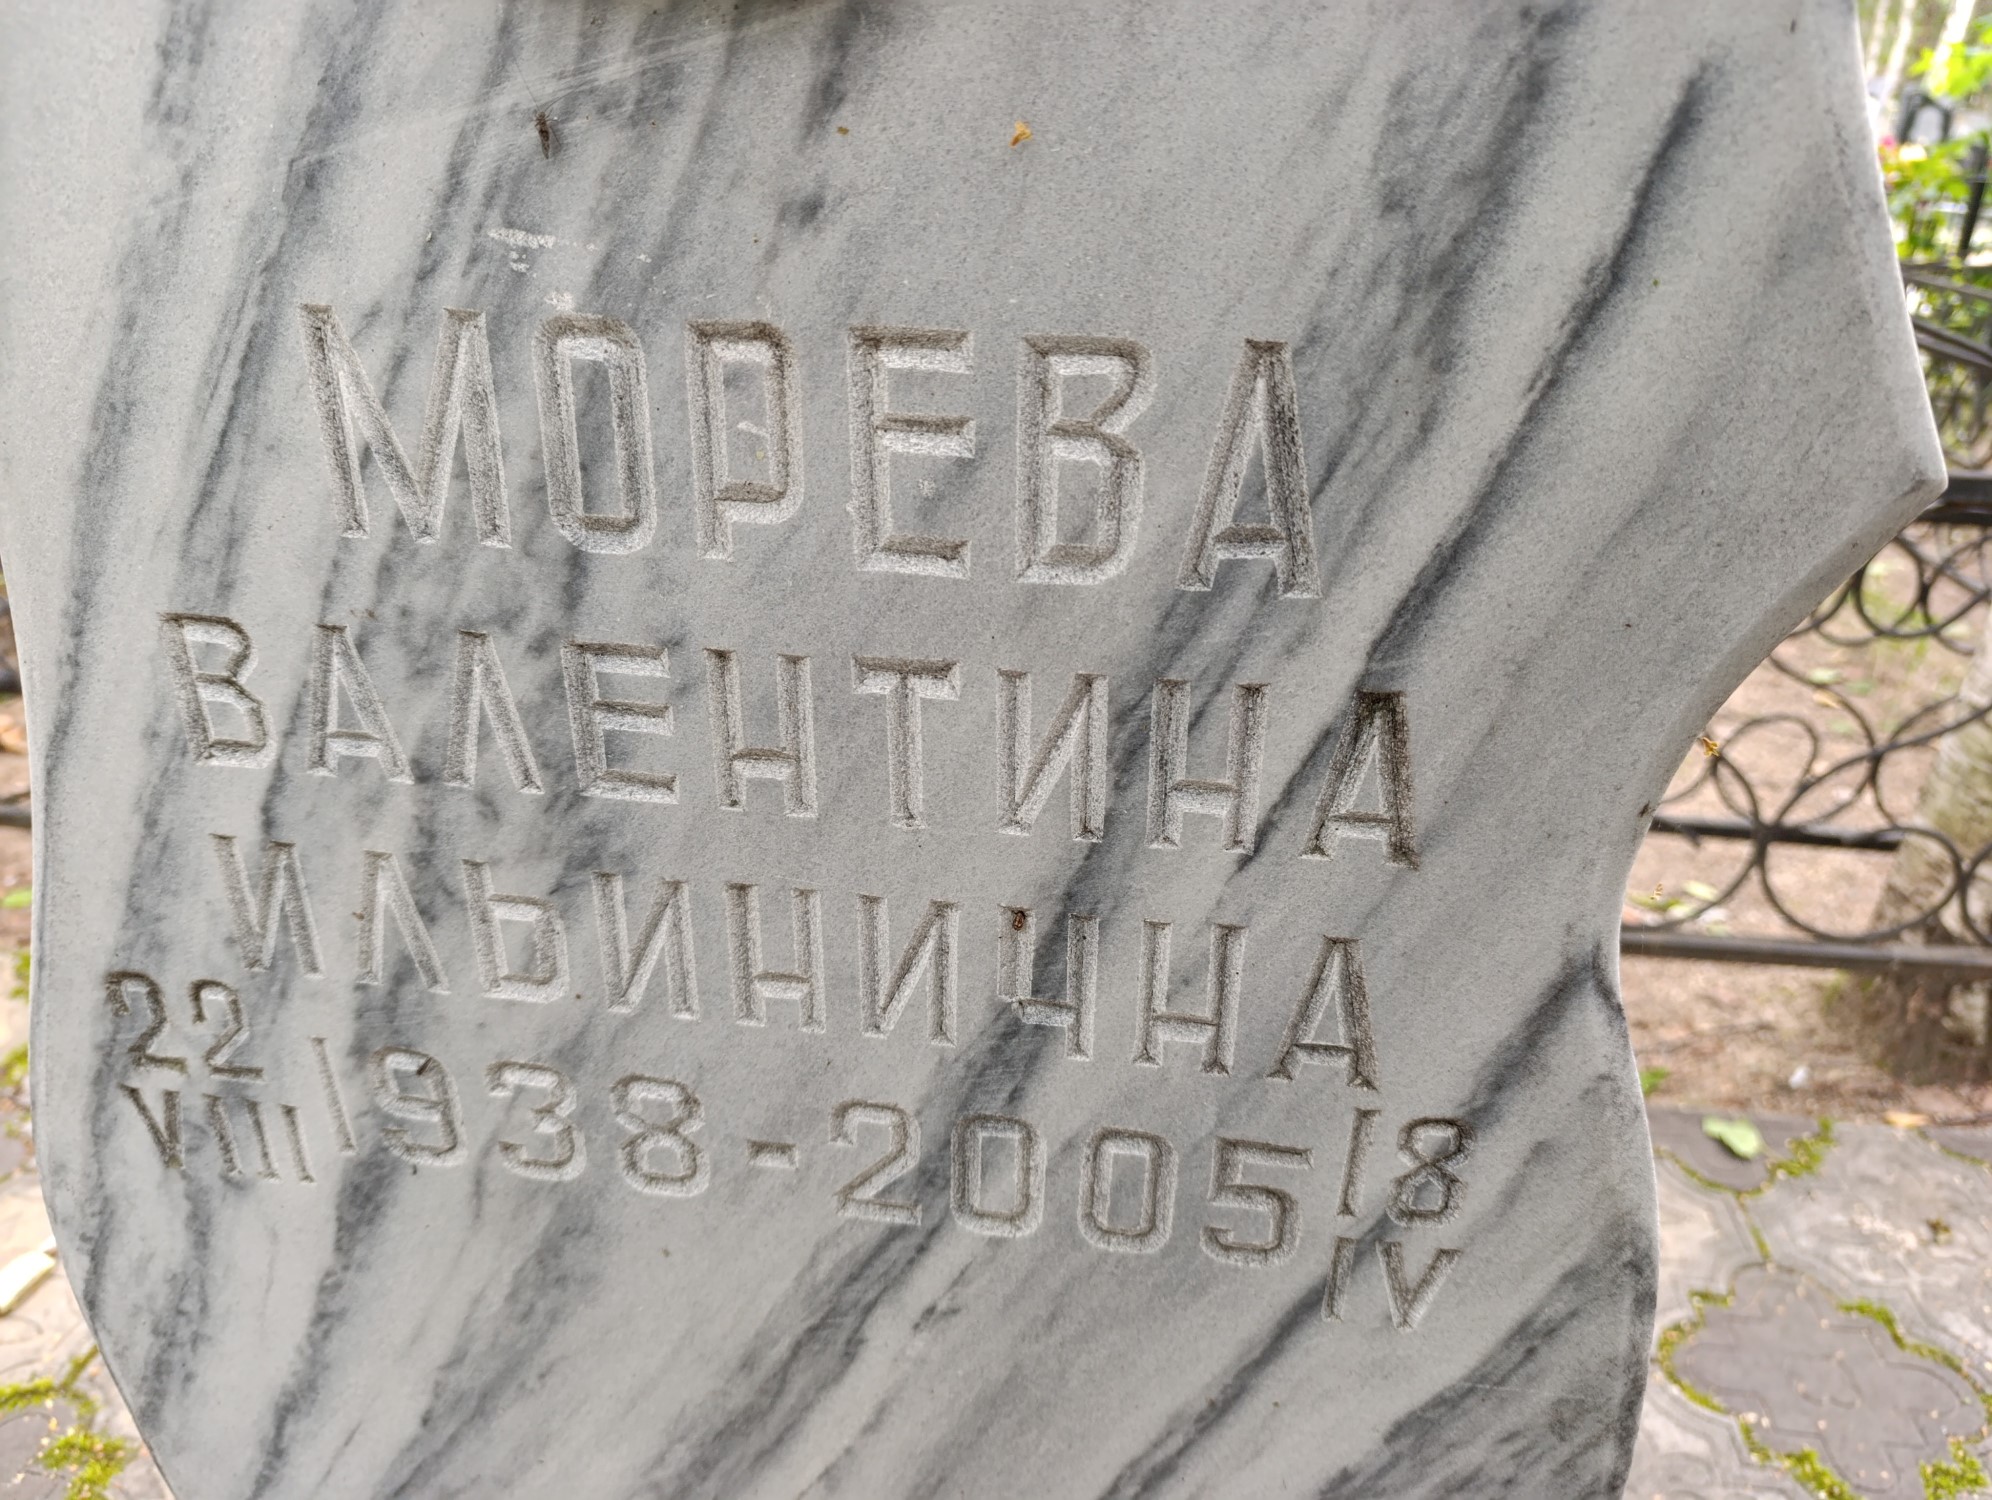 МОРЕВА
ВАЛЕНТИНА
ИЛЬИНИЧНА
22 VIII 1938 - 2005 18 IV